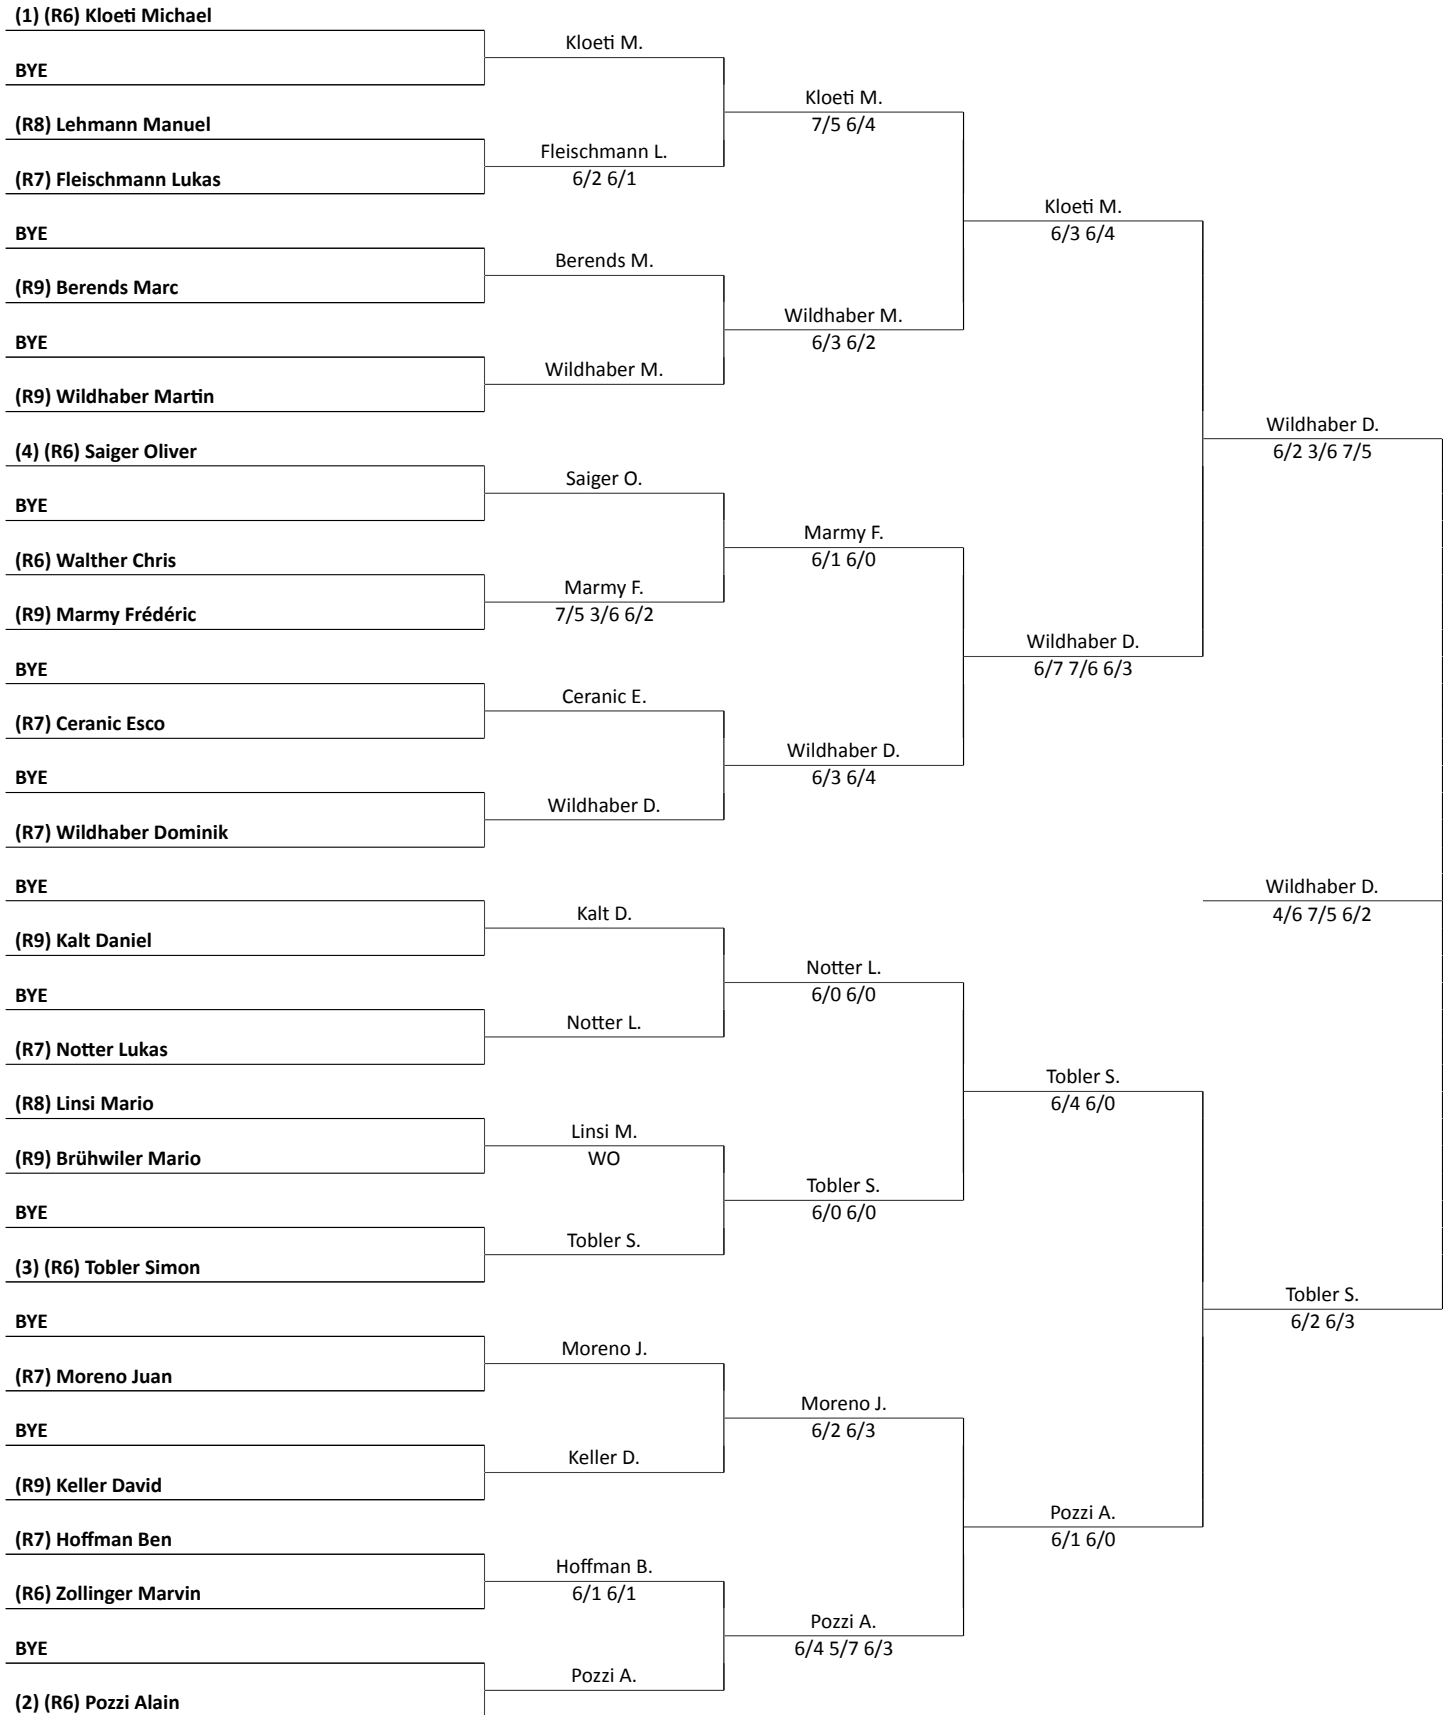 (1) (R6) Kloeti Michael
BYE
(R8) Lehmann Manuel
(R7) Fleischmann Lukas
BYE
(R9) Berends Marc
BYE
(R9) Wildhaber Martin
(4) (R6) Saiger Oliver
BYE
(R6) Walther Chris
(R9) Marmy Frédéric
BYE
(R7) Ceranic Esco
BYE
(R7) Wildhaber Dominik
BYE
(R9) Kalt Daniel
BYE
(R7) Notter Lukas
(R8) Linsi Mario
(R9) Brühwiler Mario
BYE
(3) (R6) Tobler Simon
BYE
(R7) Moreno Juan
BYE
(R9) Keller David
(R7) Hoffman Ben
(R6) Zollinger Marvin
BYE
(2) (R6) Pozzi Alain
Kloeti M.
Fleischmann L.
6/2 6/1
Berends M.
Wildhaber M.
Saiger O.
Marmy F.
7/5 3/6 6/2
Ceranic E.
Wildhaber D.
Kalt D.
Notter L.
Linsi M.
WO
Tobler S.
Moreno J.
Keller D.
Hoffman B.
6/1 6/1
Pozzi A.
Kloeti M.
7/5 6/4
Wildhaber M.
6/3 6/2
Marmy F.
6/1 6/0
Wildhaber D.
6/3 6/4
Notter L.
6/0 6/0
Tobler S.
6/0 6/0
Moreno J.
6/2 6/3
Pozzi A.
6/4 5/7 6/3
Kloeti M.
6/3 6/4
Wildhaber D.
6/7 7/6 6/3
Tobler S.
6/4 6/0
Pozzi A.
6/1 6/0
Wildhaber D.
6/2 3/6 7/5
Wildhaber D.
4/6 7/5 6/2
Tobler S.
6/2 6/3